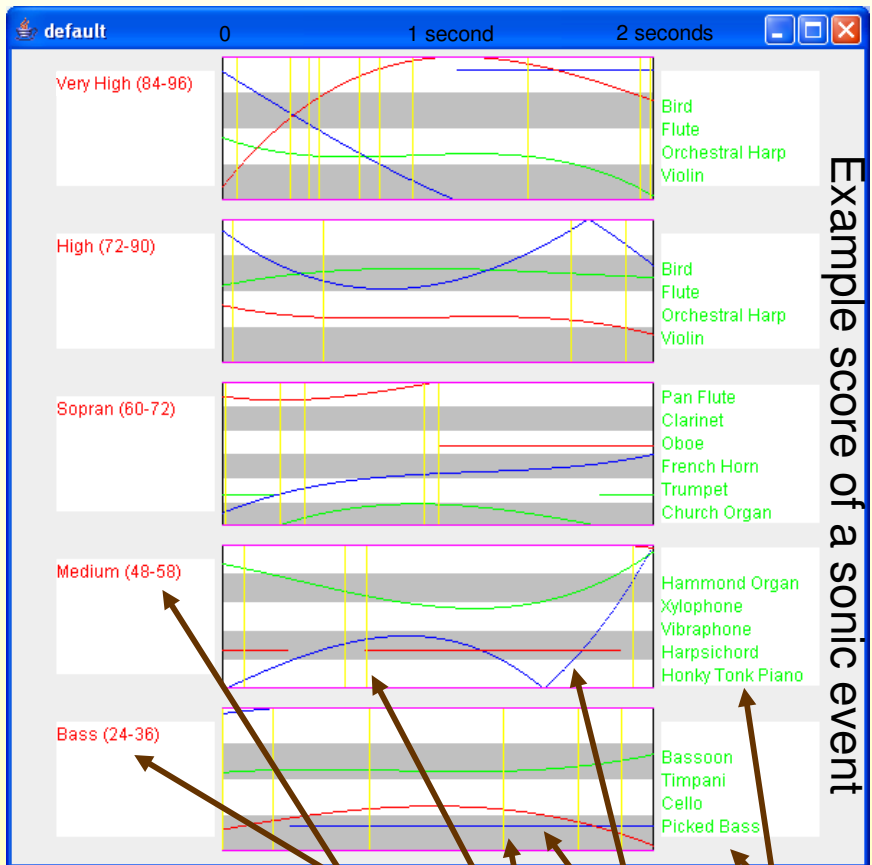 default
0 1 second 2 seconds
Very High (84-96)
Bird
Flute
Orchestral Harp
Violin
High (72-90)
Bird
Flute
Orchestral Harp
Violin
Sopran (60-72)
Pan Flute
Clarinet
Oboe
French Horn
Trumpet
Church Organ
Medium (48-58)
Hammond Organ
Xylophone
Vibraphone
Harpsichord
Honky Tonk Piano
Bass (24-36)
Bassoon
Timpani
Cello
Picked Bass
Example score of a sonic event